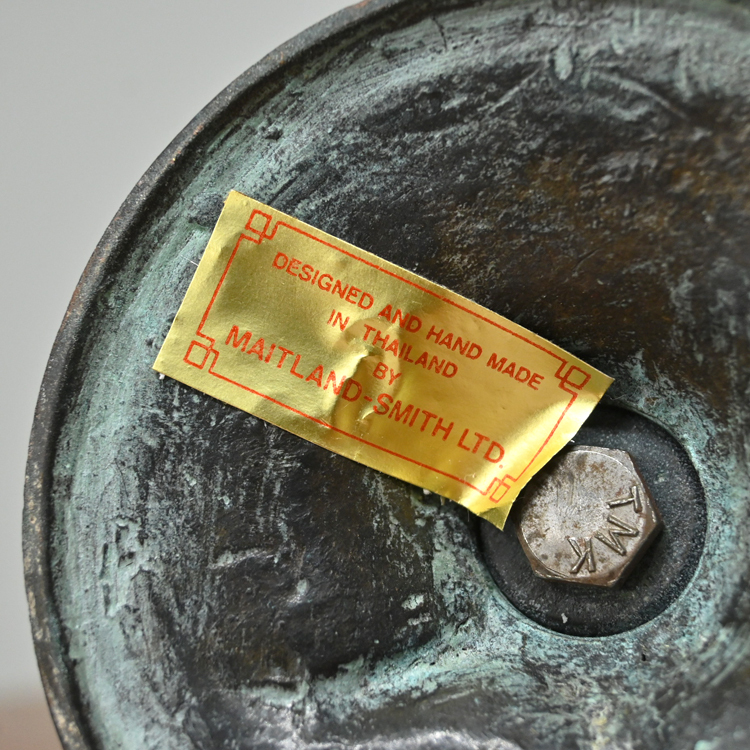 DESIGNED AND HAND MADE
IN THAILAND
BY
MAITLAND-SMITH LTD.
TMK